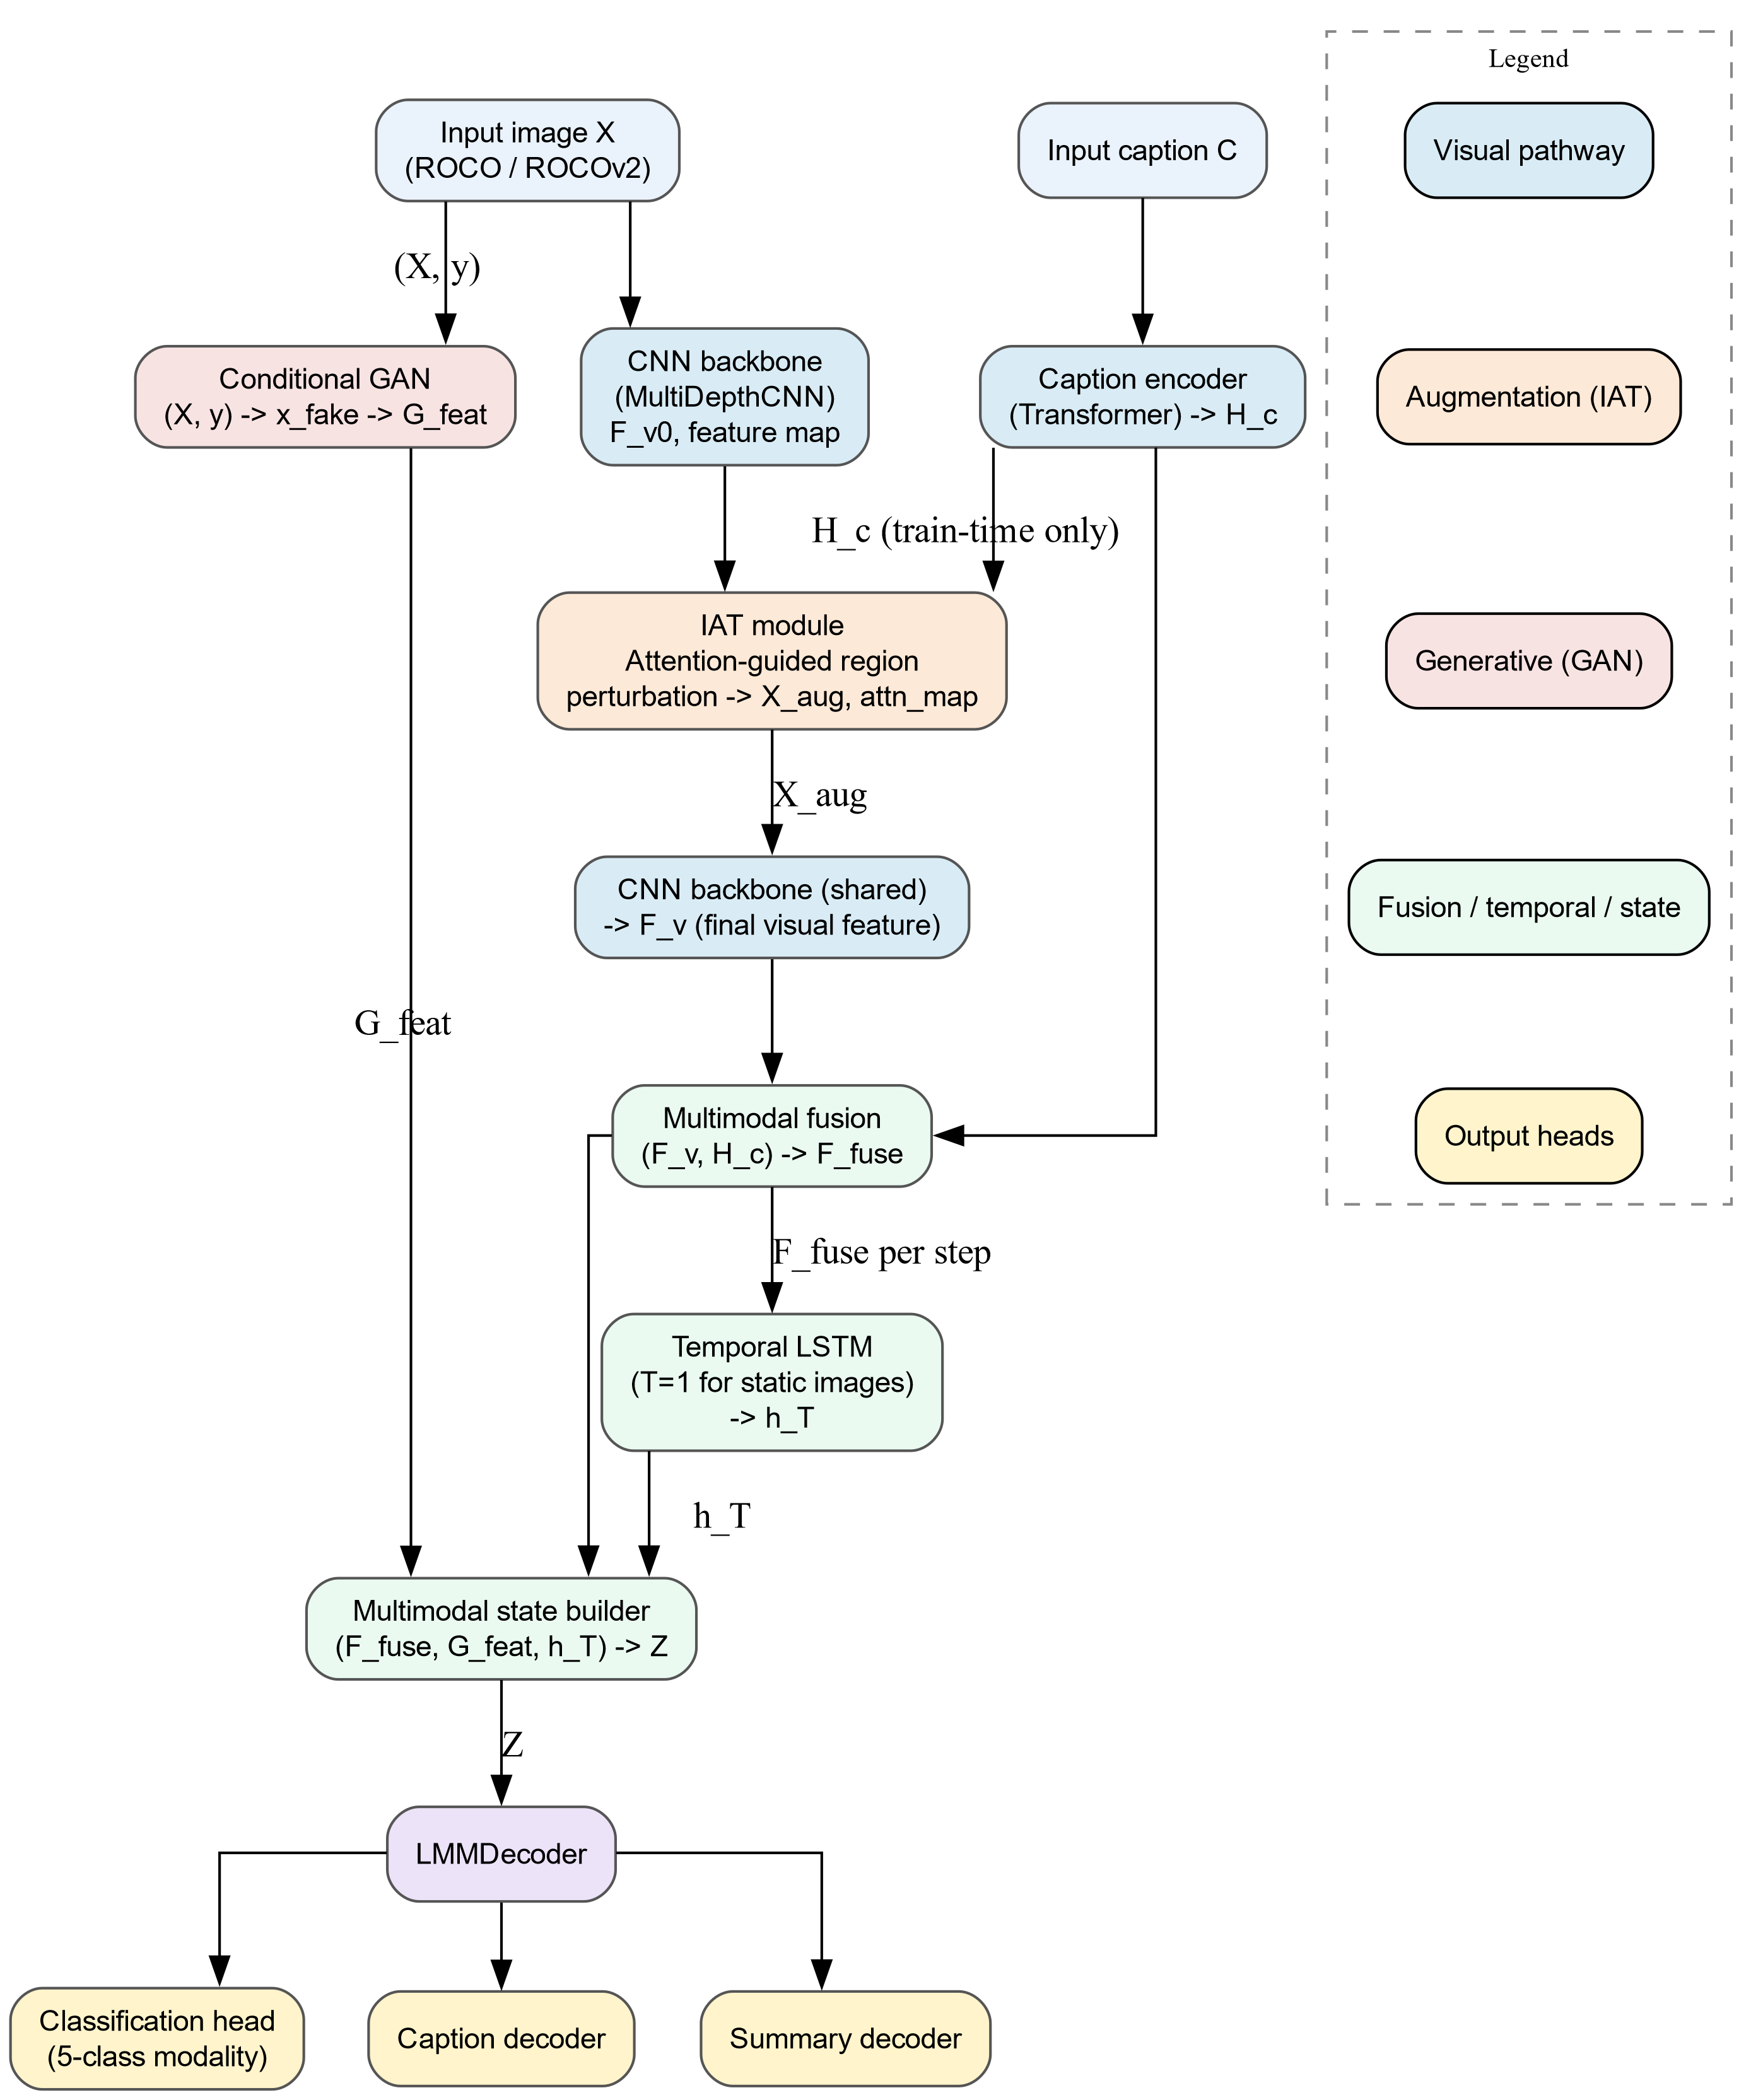 Legend
Input image X
(ROCO / ROCOv2)
Input caption C
Visual pathway
(X, y)
Conditional GAN
(X, y) -> x_fake -> G_feat
CNN backbone
(MultiDepthCNN)
F_v0, feature map
Caption encoder
(Transformer) -> H_c
Augmentation (IAT)
H_c (train-time only)
IAT module
Attention-guided region
perturbation -> X_aug, attn_map
Generative (GAN)
X_aug
CNN backbone (shared)
-> F_v (final visual feature)
Fusion / temporal / state
G_feat
Multimodal fusion
(F_v, H_c) -> F_fuse
Output heads
F_fuse per step
Temporal LSTM
(T=1 for static images)
-> h_T
h_T
Multimodal state builder
(F_fuse, G_feat, h_T) -> Z
Z
LMMDecoder
Classification head
(5-class modality)
Caption decoder
Summary decoder